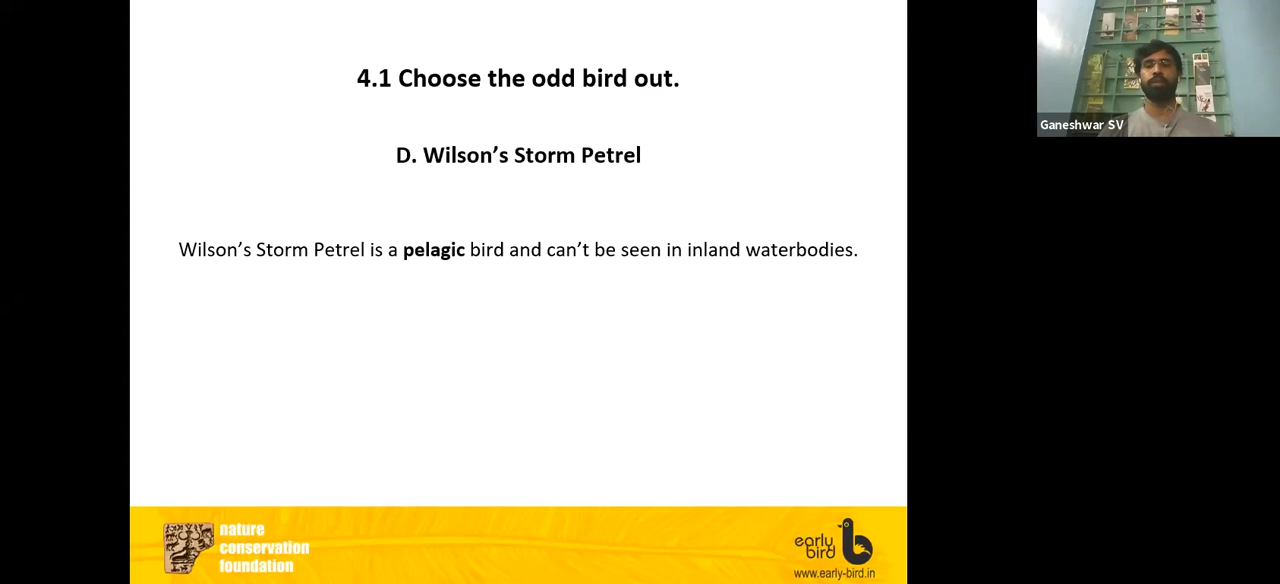 4.1 Choose the odd bird out.
D. Wilson’s Storm Petrel
Wilson’s Storm Petrel is a pelagic bird and can’t be seen in inland waterbodies.
Ganeshwar SV
nature
conservation
foundation
early
bird
www.early-bird.in